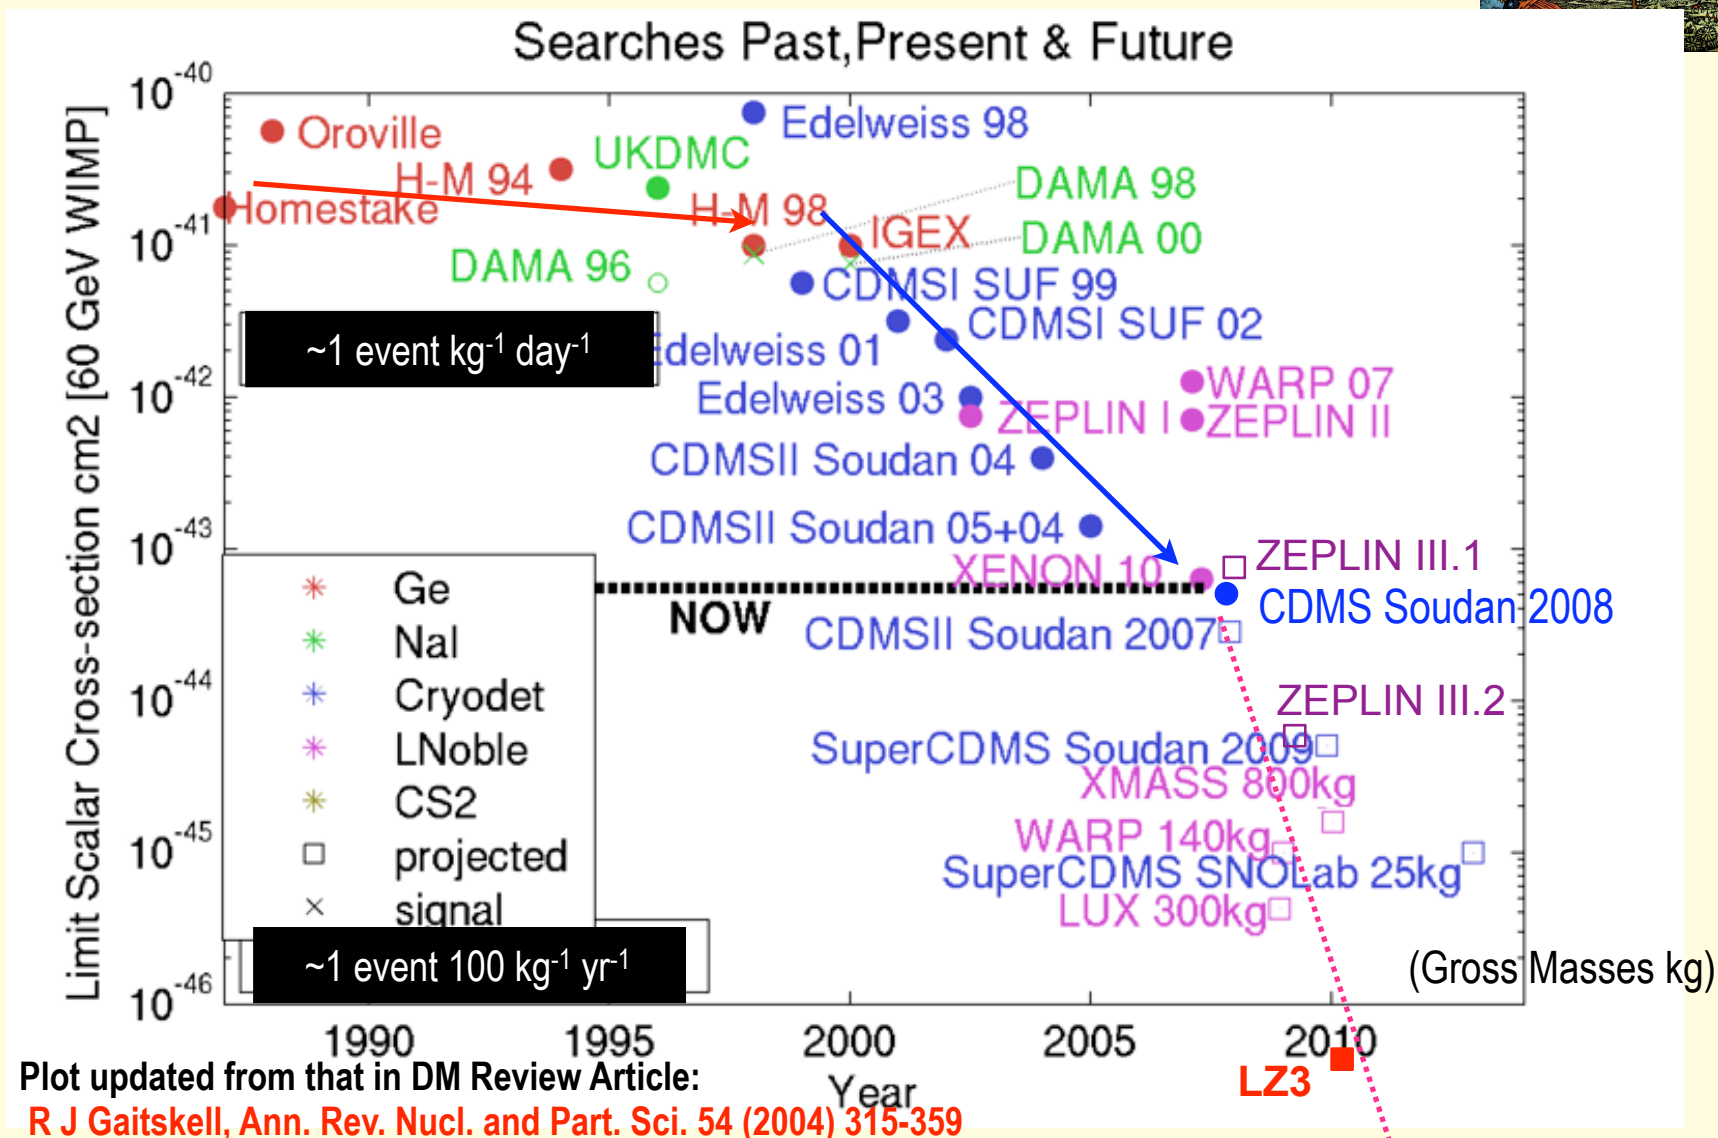 Searches Past,Present & Future
Limit Scalar Cross-section cm2 [60 GeV WIMP]
10-40
10-41
10-42
10-43
10-44
10-45
10-46
Oroville
Edelweiss 98
UKDMC
H-M 94
DAMA 98
Homestake
H-M 98
IGEX
DAMA 00
DAMA 96
CDMSI SUF 99
CDMSI SUF 02
~1 event kg-1 day-1
Edelweiss 01
WARP 07
Edelweiss 03
ZEPLIN I
ZEPLIN II
CDMSII Soudan 04
CDMSII Soudan 05+04
XENON 10
ZEPLIN III.1
NOW
CDMS Soudan 2008
CDMSII Soudan 2007
ZEPLIN III.2
SuperCDMS Soudan 2009
XMASS 800kg
WARP 140kg
SuperCDMS SNOLab 25kg
LUX 300kg
Ge
NaI
Cryodet
LNoble
CS2
projected
signal
~1 event 100 kg-1 yr-1
(Gross Masses kg)
1990
1995
2000
2005
2010
Year
LZ3
Plot updated from that in DM Review Article:
R J Gaitskell, Ann. Rev. Nucl. and Part. Sci. 54 (2004) 315-359